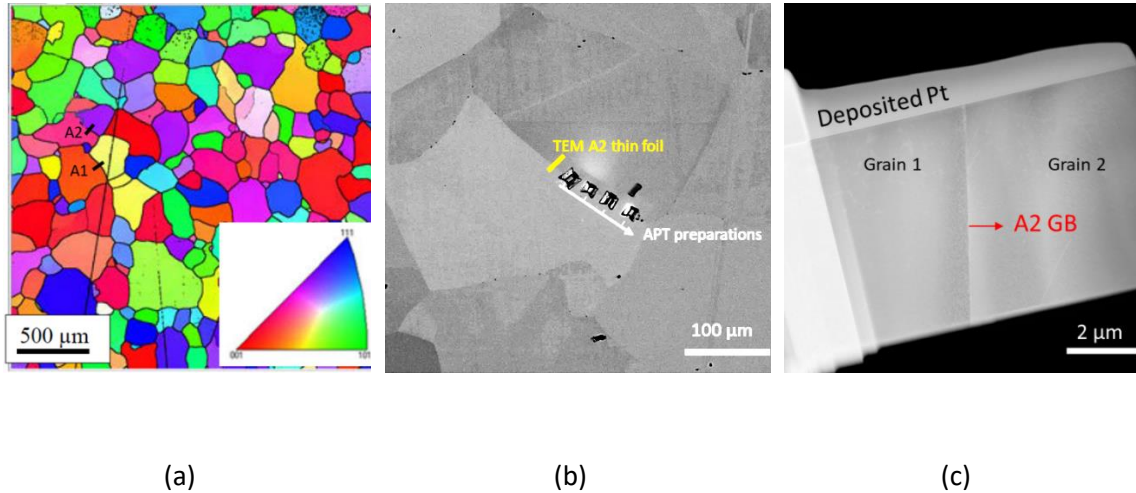 A2
A1
500 µm
111
001
101
TEM A2 thin foil
APT preparations
100 µm
Deposited Pt
Grain 1
Grain 2
A2 GB
2 µm
(a)
(b)
(c)